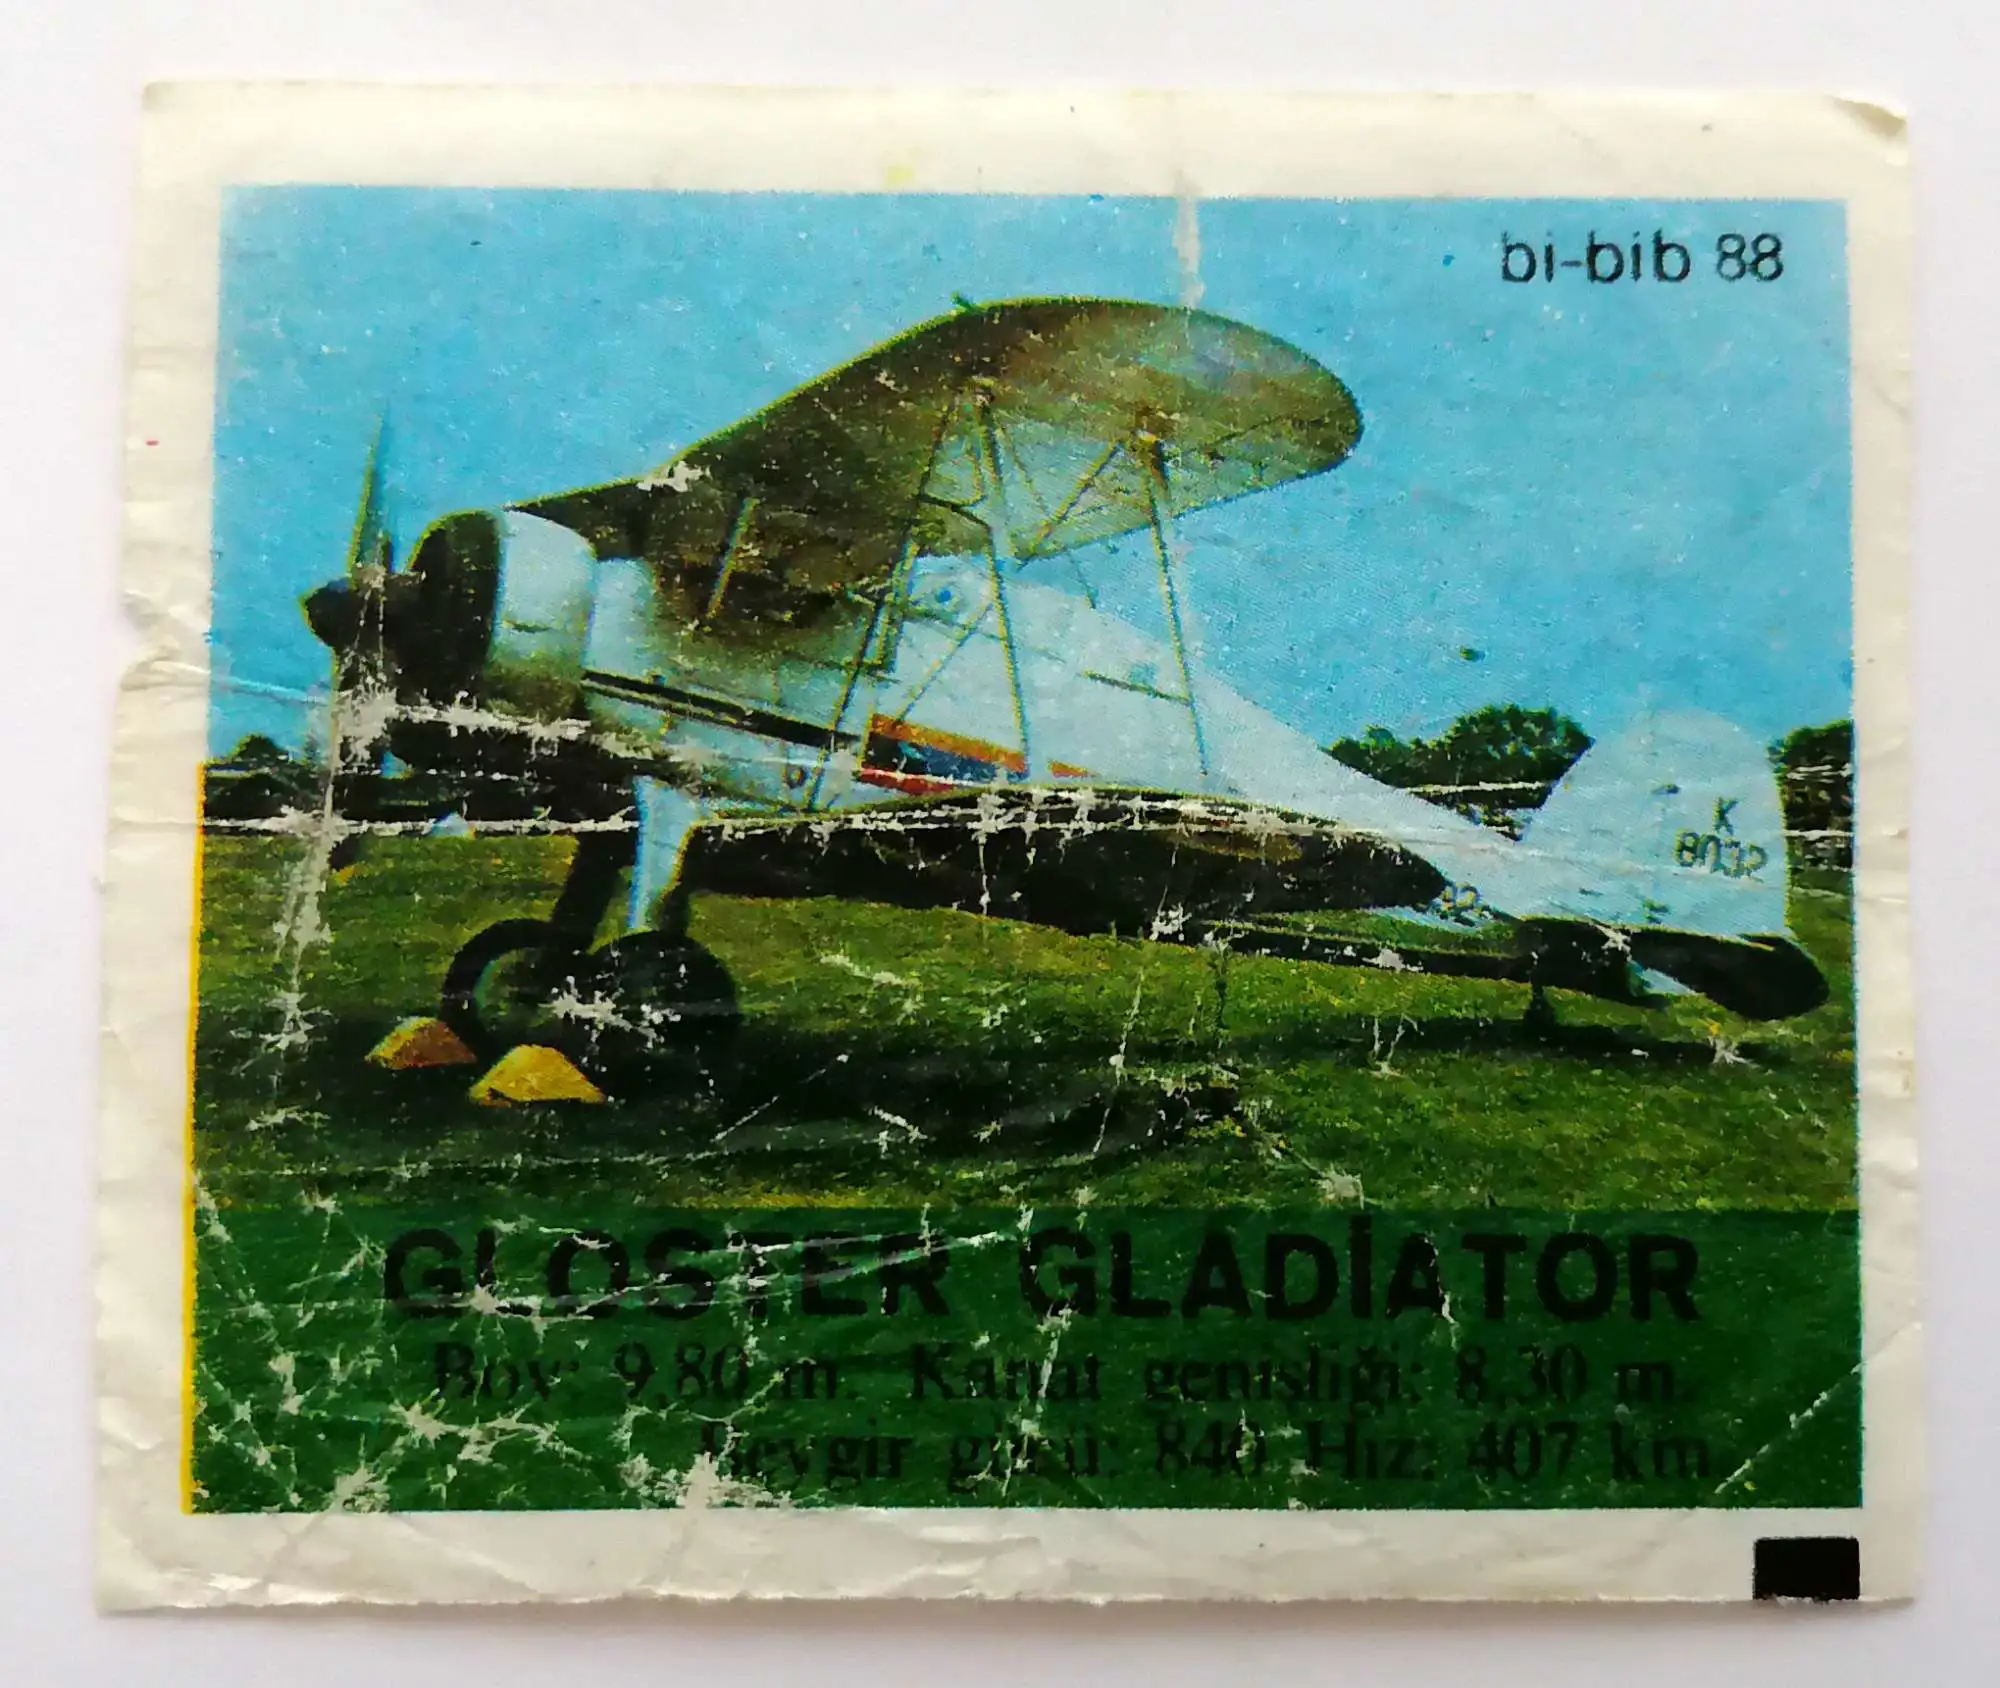 bi-bib 88
K
8032
GLOSTER GLADİATOR
Boy: 9,80 m. Kanat genişliği: 8,30 m.
Beygir gücü: 840 Hız: 407 km.